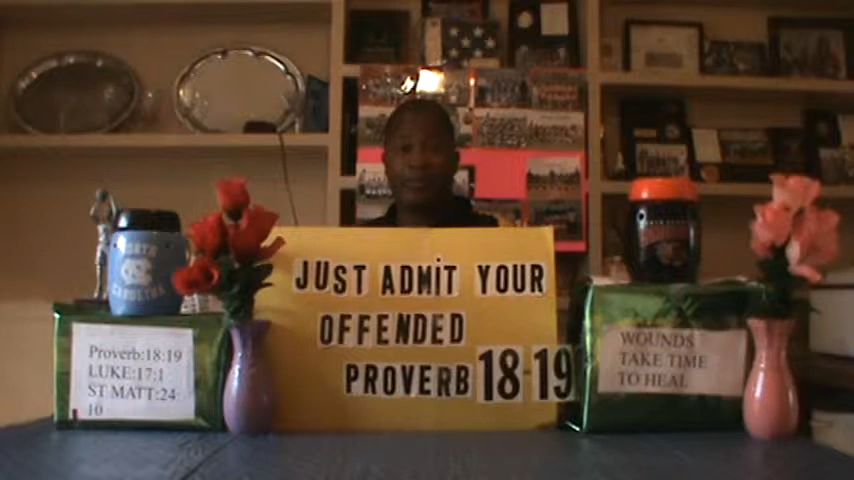 JUST ADMiT YOUR
OFFENDED
PROVERB 18-19
NORTH
CAROLINA
Proverb:18:19
LUKE:17:1
ST MATT:24-
10
WOUNDS
TAKE TIME
TO HEAL